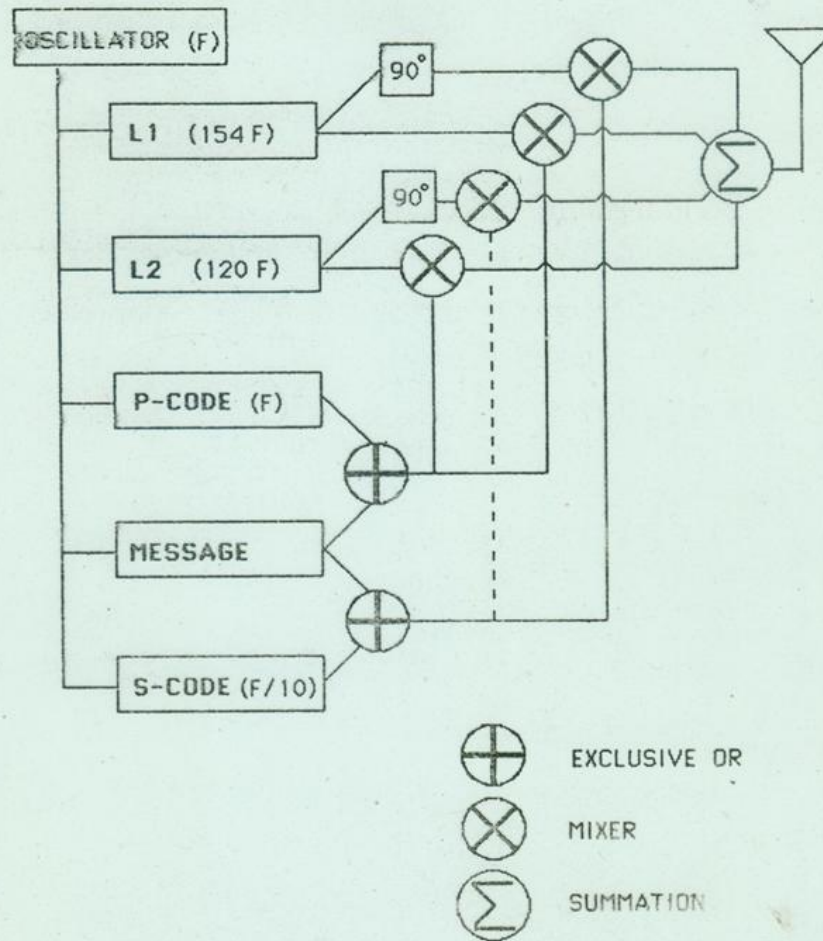 OSCILLATOR (F)
90°
L1 (154 F)
90°
L2 (120 F)
P-CODE (F)
MESSAGE
S-CODE (F/10)
EXCLUSIVE OR
MIXER
Σ SUMMATION